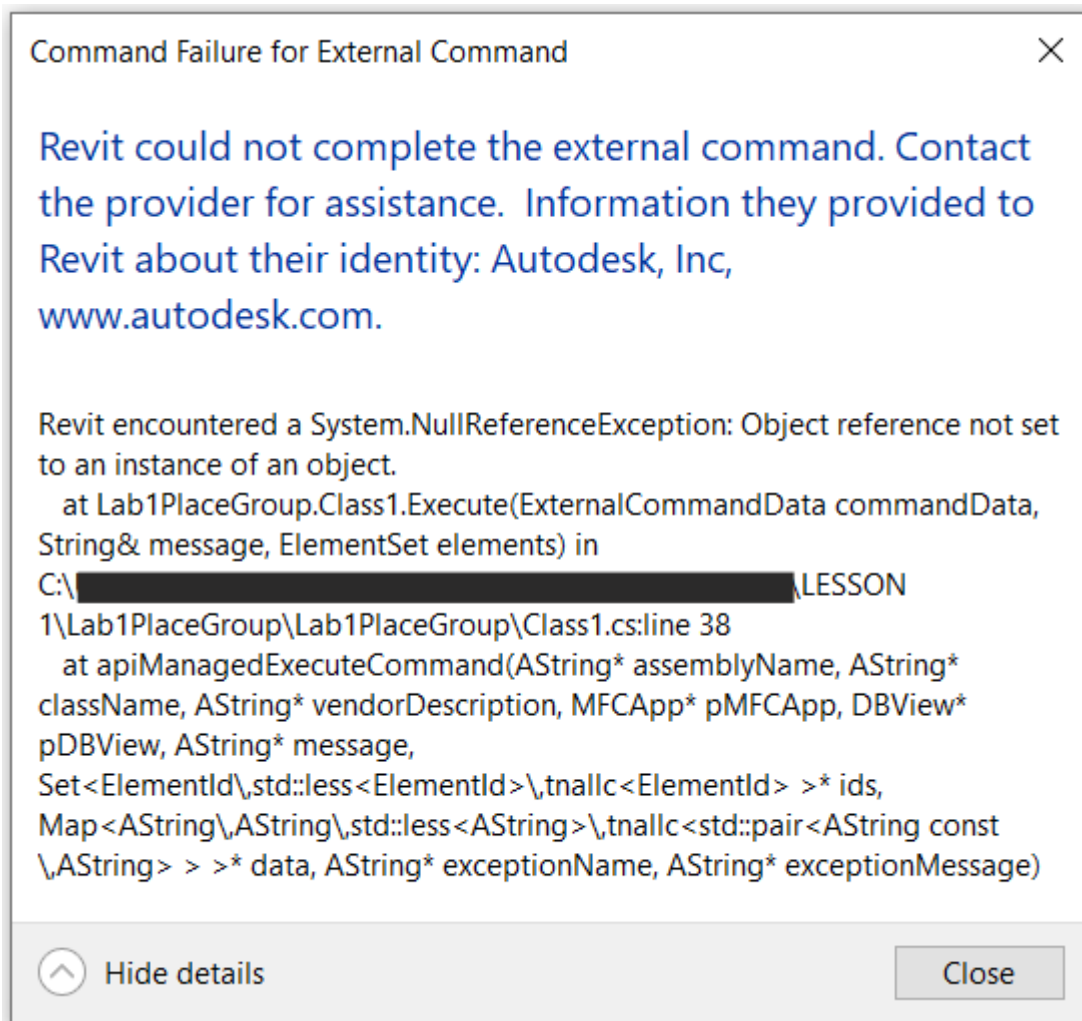 Command Failure for External Command
Revit could not complete the external command. Contact
the provider for assistance.  Information they provided to
Revit about their identity: Autodesk, Inc,
www.autodesk.com.
Revit encountered a System.NullReferenceException: Object reference not set
to an instance of an object.
at Lab1PlaceGroup.Class1.Execute(ExternalCommandData commandData,
String& message, ElementSet elements) in
C:\ \LESSON
1\Lab1PlaceGroup\Lab1PlaceGroup\Class1.cs:line 38
at apiManagedExecuteCommand(AString* assemblyName, AString*
className, AString* vendorDescription, MFCApp* pMFCApp, DBView*
pDBView, AString* message,
Set<ElementId\,std::less<ElementId>\,tnallc<ElementId> >* ids,
Map<AString\,AString\,std::less<AString>\,tnallc<std::pair<AString const
\,AString> > >* data, AString* exceptionName, AString* exceptionMessage)
Hide details
Close